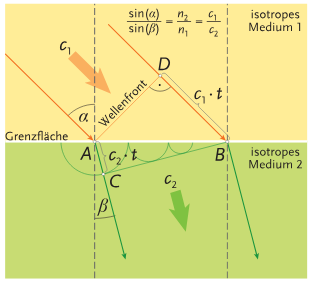 sin(α)/sin(β) = n₂/n₁ = c₁/c₂
isotropes
Medium 1
c₁
D
Wellenfront
c₁ · t
α
Grenzfläche
A
c₂ · t
B
isotropes
Medium 2
C
c₂
β